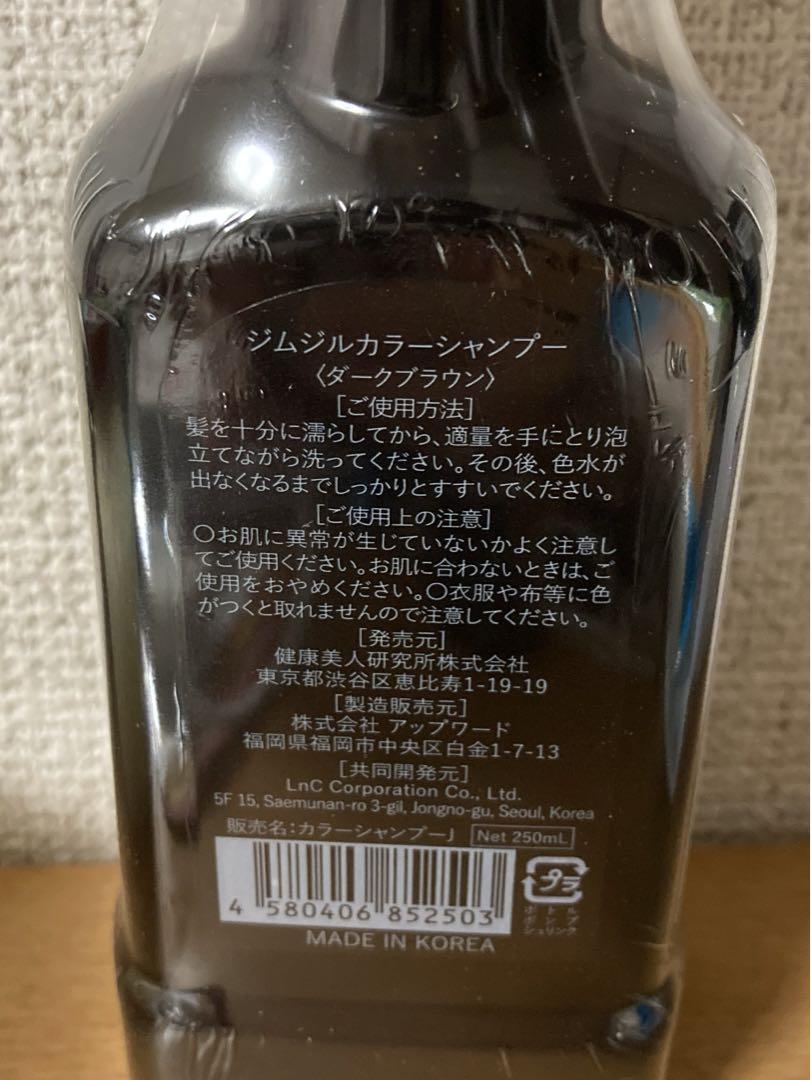 ジムジルカラーシャンプー
〈ダークブラウン〉
[ご使用方法]
髪を十分に濡らしてから、適量を手にとり泡
立てながら洗ってください。その後、色水が
出なくなるまでしっかりとすすいでください。
[ご使用上の注意]
〇お肌に異常が生じていないかよく注意し
てご使用ください。お肌に合わないときは、ご
使用をおやめください。〇衣服や布等に色
がつくと取れませんので注意してください。
[発売元]
健康美人研究所株式会社
東京都渋谷区恵比寿1-19-19
[製造販売元]
株式会社 アップワード
福岡県福岡市中央区白金1-7-13
[共同開発元]
LnC Corporation Co., Ltd.
5F 15, Saemunan-ro 3-gil, Jongno-gu, Seoul, Korea
販売名:カラーシャンプーJ Net 250mL
4 580406 852503
プラ
ボトル
ポンプ
シュリンク
MADE IN KOREA